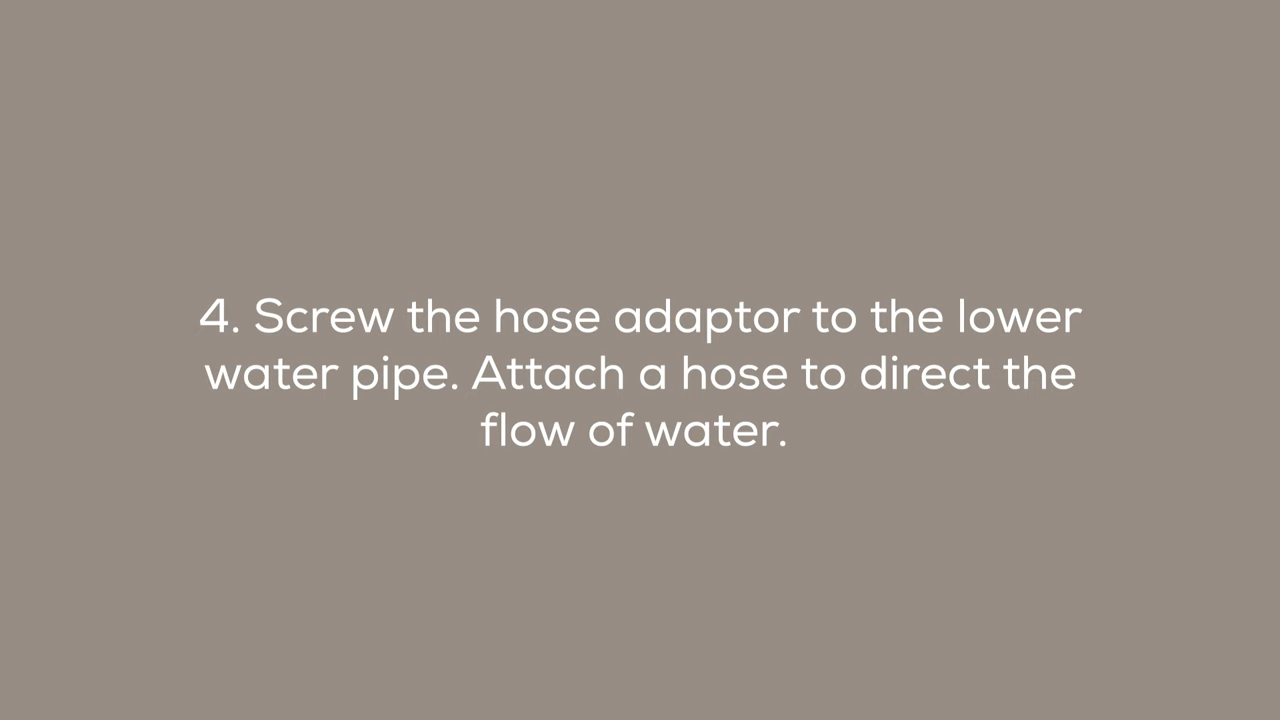 4. Screw the hose adaptor to the lower
water pipe. Attach a hose to direct the
flow of water.